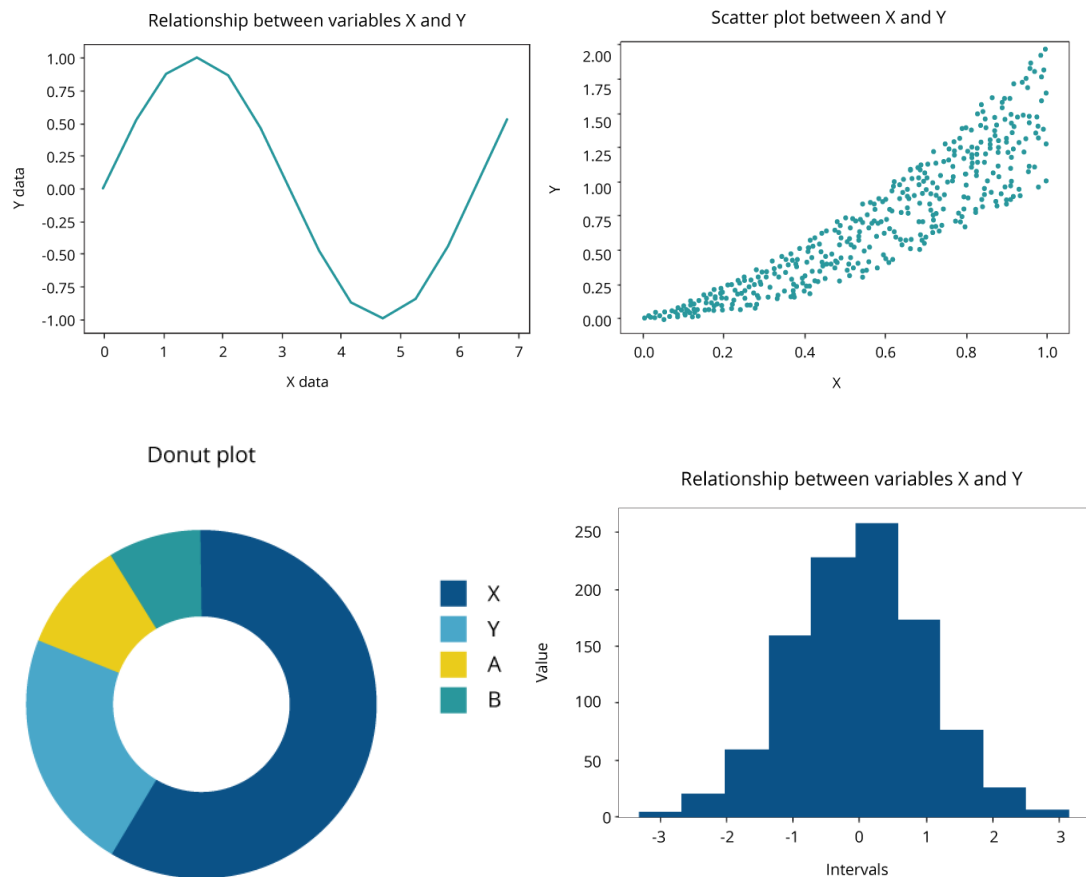 Relationship between variables X and Y
1.00
0.75
0.50
0.25
0.00
-0.25
-0.50
-0.75
-1.00
Y data
0 1 2 3 4 5 6 7
X data
Scatter plot between X and Y
2.00
1.75
1.50
1.25
1.00
0.75
0.50
0.25
0.00
Y
0.0 0.2 0.4 0.6 0.8 1.0
X
Donut plot
X
Y
A
B
Relationship between variables X and Y
250
200
150
100
50
0
Value
-3 -2 -1 0 1 2 3
Intervals